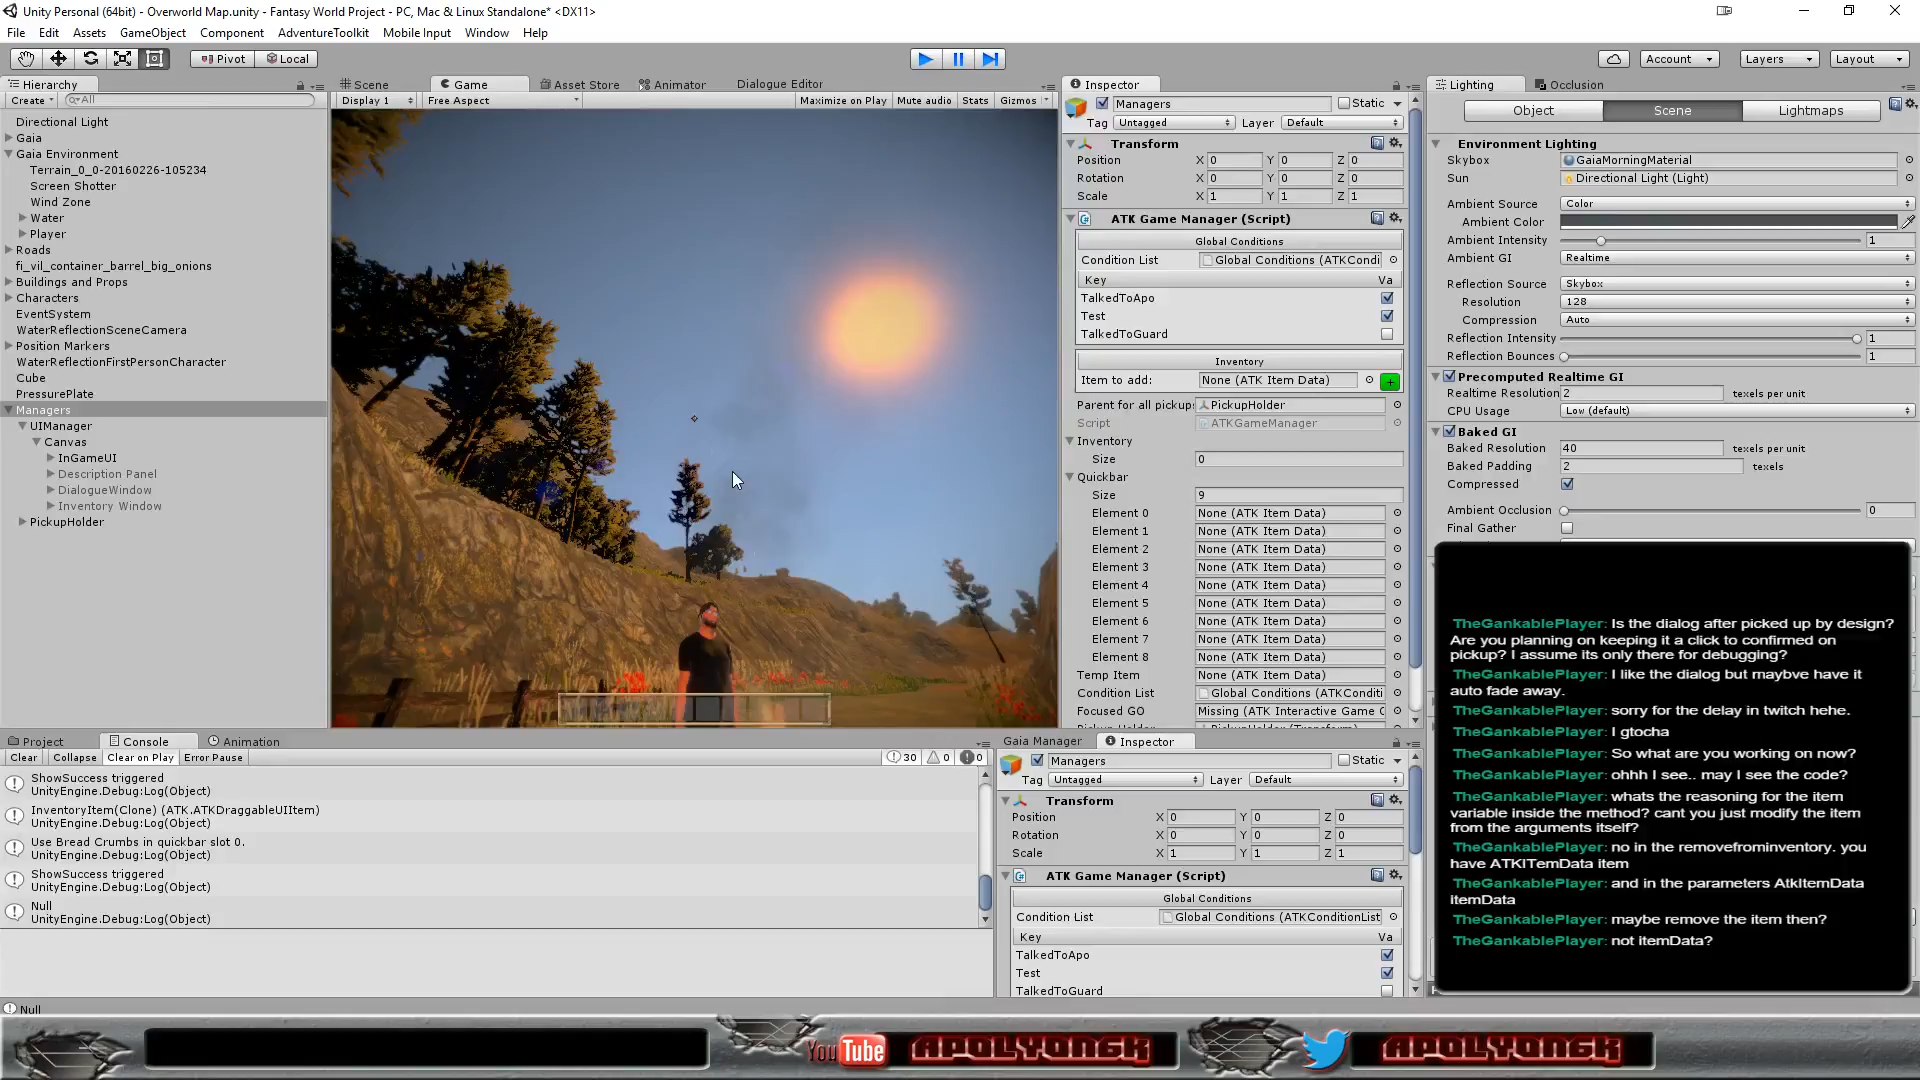 Unity Personal (64bit) - Overworld Map.unity - Fantasy World Project - PC, Mac & Linux Standalone* <DX11>
File Edit Assets GameObject Component AdventureToolkit Mobile Input Window Help
Pivot Local Account Layers Layout
Hierarchy
Create All
Directional Light
Gaia
Gaia Environment
Terrain_0_0-20160226-105234
Screen Shotter
Wind Zone
Water
Player
Roads
fi_vil_container_barrel_big_onions
Buildings and Props
Characters
EventSystem
WaterReflectionSceneCamera
Position Markers
WaterReflectionFirstPersonCharacter
Cube
PressurePlate
Managers
UIManager
Canvas
InGameUI
Description Panel
DialogueWindow
Inventory Window
PickupHolder
Scene Game Asset Store Animator Dialogue Editor
Display 1 Free Aspect Maximize on Play Mute audio Stats Gizmos
Inspector
Managers Static
Tag Untagged Layer Default
Transform
Position X 0 Y 0 Z 0
Rotation X 0 Y 0 Z 0
Scale X 1 Y 1 Z 1
ATK Game Manager (Script)
Global Conditions
Condition List Global Conditions (ATKCondi
Key Va
TalkedToApo
Test
TalkedToGuard
Inventory
Item to add: None (ATK Item Data)
Parent for all pickup: PickupHolder
Script ATKGameManager
Inventory
Size 0
Quickbar
Size 9
Element 0 None (ATK Item Data)
Element 1 None (ATK Item Data)
Element 2 None (ATK Item Data)
Element 3 None (ATK Item Data)
Element 4 None (ATK Item Data)
Element 5 None (ATK Item Data)
Element 6 None (ATK Item Data)
Element 7 None (ATK Item Data)
Element 8 None (ATK Item Data)
Temp Item None (ATK Item Data)
Condition List Global Conditions (ATKConditi
Focused GO Missing (ATK Interactive Game C
Lighting Occlusion
Object Scene Lightmaps
Environment Lighting
Skybox GaiaMorningMaterial
Sun Directional Light (Light)
Ambient Source Color
Ambient Color
Ambient Intensity 1
Ambient GI Realtime
Reflection Source Skybox
Resolution 128
Compression Auto
Reflection Intensity 1
Reflection Bounces 1
Precomputed Realtime GI
Realtime Resolution 2 texels per unit
CPU Usage Low (default)
Baked GI
Baked Resolution 40 texels per unit
Baked Padding 2 texels
Compressed
Ambient Occlusion 0
Final Gather
TheGankablePlayer: Is the dialog after picked up by design?
Are you planning on keeping it a click to confirmed on
pickup? I assume its only there for debugging?
TheGankablePlayer: I like the dialog but maybve have it
auto fade away.
TheGankablePlayer: sorry for the delay in twitch hehe.
TheGankablePlayer: I gtocha
TheGankablePlayer: So what are you working on now?
TheGankablePlayer: ohhh I see.. may I see the code?
TheGankablePlayer: whats the reasoning for the item
variable inside the method? cant you just modify the item
from the arguments itself?
TheGankablePlayer: no in the removefrominventory. you
have ATKITemData item
TheGankablePlayer: and in the parameters AtkItemData
itemData
TheGankablePlayer: maybe remove the item then?
TheGankablePlayer: not itemData?
Project Console Animation
Clear Collapse Clear on Play Error Pause 30 0 0
ShowSuccess triggered
UnityEngine.Debug:Log(Object)
InventoryItem(Clone) (ATK.ATKDraggableUIItem)
UnityEngine.Debug:Log(Object)
Use Bread Crumbs in quickbar slot 0.
UnityEngine.Debug:Log(Object)
ShowSuccess triggered
UnityEngine.Debug:Log(Object)
Null
UnityEngine.Debug:Log(Object)
Gaia Manager Inspector
Managers Static
Tag Untagged Layer Default
Transform
Position X 0 Y 0 Z 0
Rotation X 0 Y 0 Z 0
Scale X 1 Y 1 Z 1
ATK Game Manager (Script)
Global Conditions
Condition List Global Conditions (ATKConditionList
Key Va
TalkedToApo
Test
TalkedToGuard
Null
YouTube APOLYONGK APOLYONGK